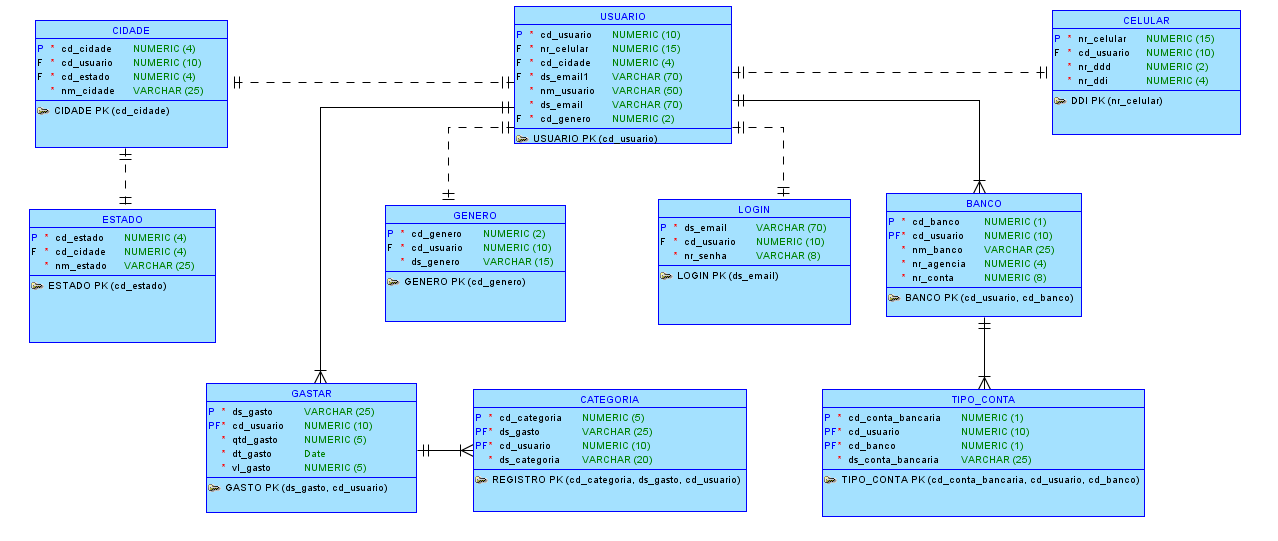 CIDADE
P * cd_cidade NUMERIC (4)
F * cd_usuario NUMERIC (10)
F * cd_estado NUMERIC (4)
* nm_cidade VARCHAR (25)
CIDADE PK (cd_cidade)
USUARIO
P * cd_usuario NUMERIC (10)
F * nr_celular NUMERIC (15)
F * cd_cidade NUMERIC (4)
F * ds_email1 VARCHAR (70)
* nm_usuario VARCHAR (50)
* ds_email VARCHAR (70)
F * cd_genero NUMERIC (2)
USUARIO PK (cd_usuario)
CELULAR
P * nr_celular NUMERIC (15)
F * cd_usuario NUMERIC (10)
* nr_ddd NUMERIC (2)
* nr_ddi NUMERIC (4)
DDI PK (nr_celular)
ESTADO
P * cd_estado NUMERIC (4)
F * cd_cidade NUMERIC (4)
* nm_estado VARCHAR (25)
ESTADO PK (cd_estado)
GENERO
P * cd_genero NUMERIC (2)
F * cd_usuario NUMERIC (10)
* ds_genero VARCHAR (15)
GENERO PK (cd_genero)
LOGIN
P * ds_email VARCHAR (70)
F * cd_usuario NUMERIC (10)
* nr_senha VARCHAR (8)
LOGIN PK (ds_email)
BANCO
P * cd_banco NUMERIC (1)
PF* cd_usuario NUMERIC (10)
* nm_banco VARCHAR (25)
* nr_agencia NUMERIC (4)
* nr_conta NUMERIC (8)
BANCO PK (cd_usuario, cd_banco)
GASTAR
P * ds_gasto VARCHAR (25)
PF* cd_usuario NUMERIC (10)
* qtd_gasto NUMERIC (5)
* dt_gasto Date
* vl_gasto NUMERIC (5)
GASTO PK (ds_gasto, cd_usuario)
CATEGORIA
P * cd_categoria NUMERIC (5)
PF* ds_gasto VARCHAR (25)
PF* cd_usuario NUMERIC (10)
* ds_categoria VARCHAR (20)
REGISTRO PK (cd_categoria, ds_gasto, cd_usuario)
TIPO_CONTA
P * cd_conta_bancaria NUMERIC (1)
PF* cd_usuario NUMERIC (10)
PF* cd_banco NUMERIC (1)
* ds_conta_bancaria VARCHAR (25)
TIPO_CONTA PK (cd_conta_bancaria, cd_usuario, cd_banco)